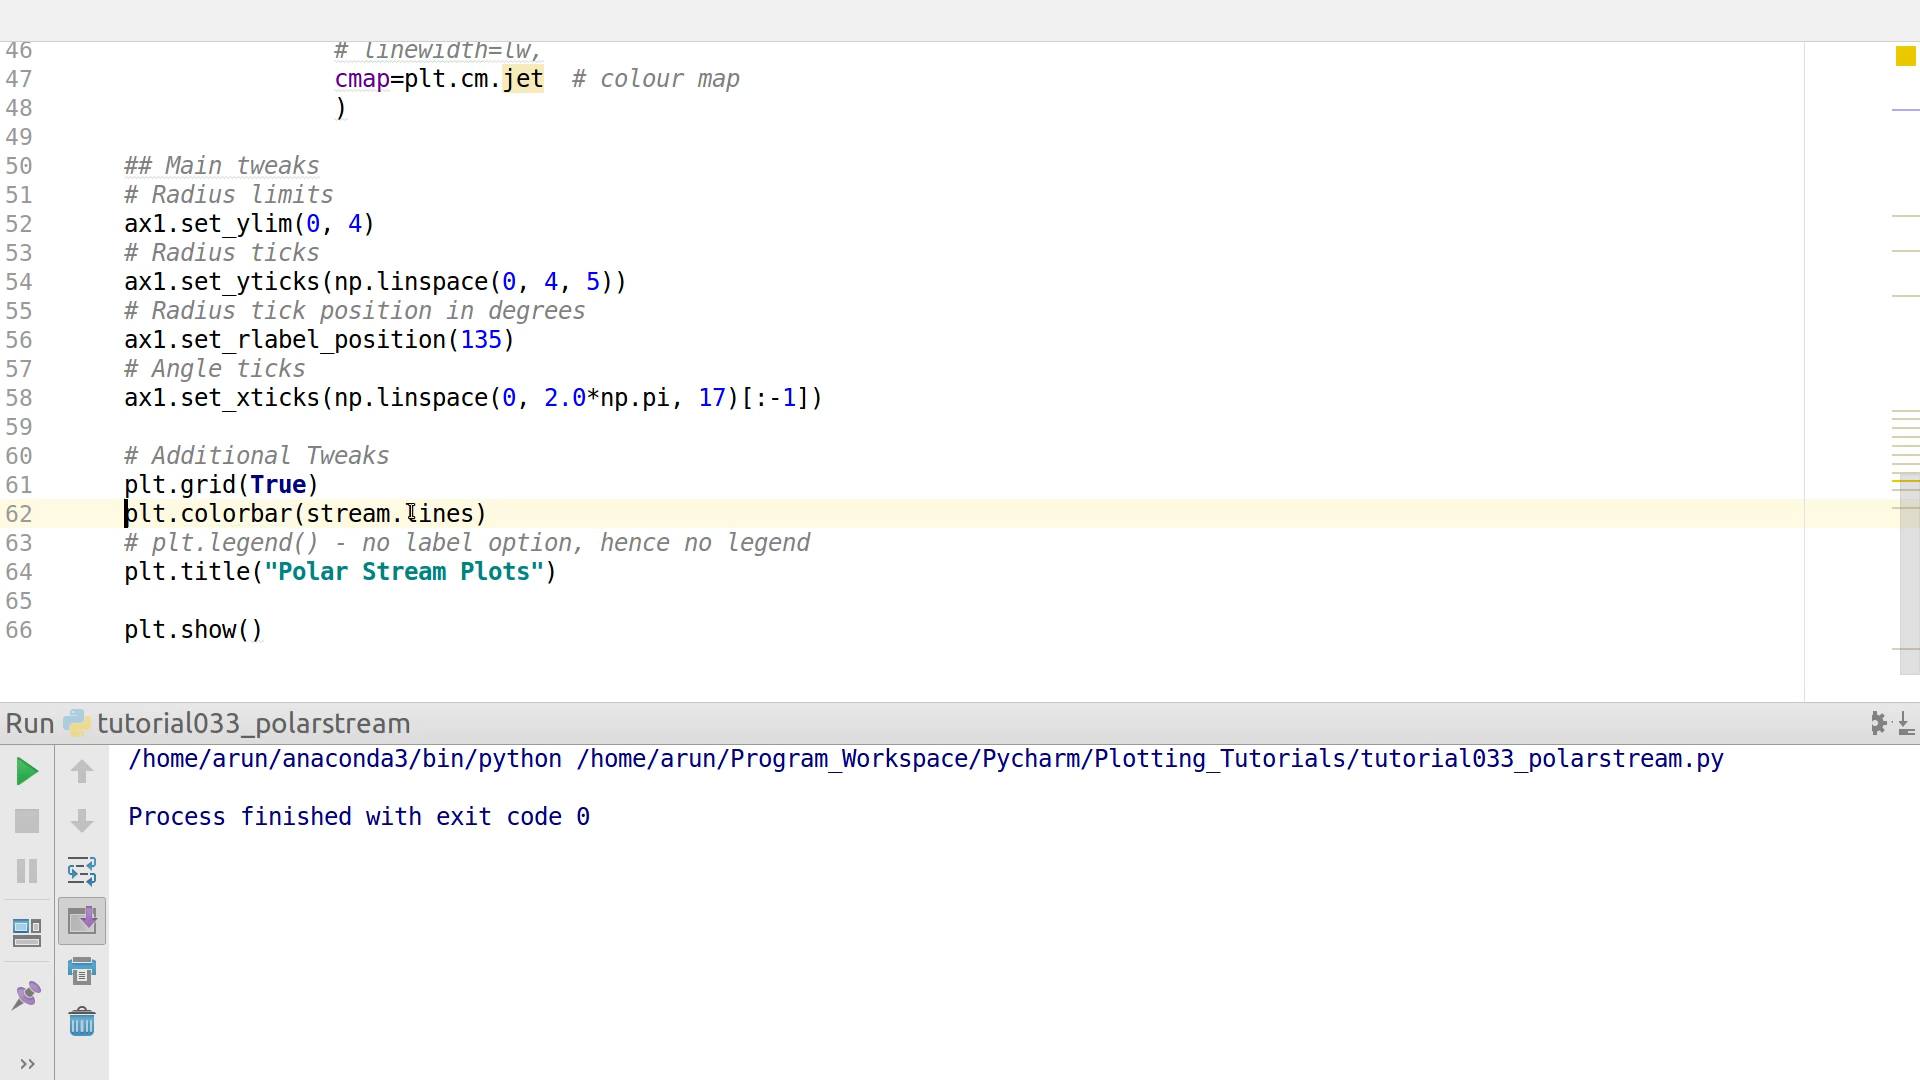 46 # linewidth=lw,
47 cmap=plt.cm.jet # colour map
48 )
49
50 ## Main tweaks
51 # Radius limits
52 ax1.set_ylim(0, 4)
53 # Radius ticks
54 ax1.set_yticks(np.linspace(0, 4, 5))
55 # Radius tick position in degrees
56 ax1.set_rlabel_position(135)
57 # Angle ticks
58 ax1.set_xticks(np.linspace(0, 2.0*np.pi, 17)[:-1])
59
60 # Additional Tweaks
61 plt.grid(True)
62 plt.colorbar(stream.lines)
63 # plt.legend() - no label option, hence no legend
64 plt.title("Polar Stream Plots")
65
66 plt.show()
Run tutorial033_polarstream
/home/arun/anaconda3/bin/python /home/arun/Program_Workspace/Pycharm/Plotting_Tutorials/tutorial033_polarstream.py
Process finished with exit code 0